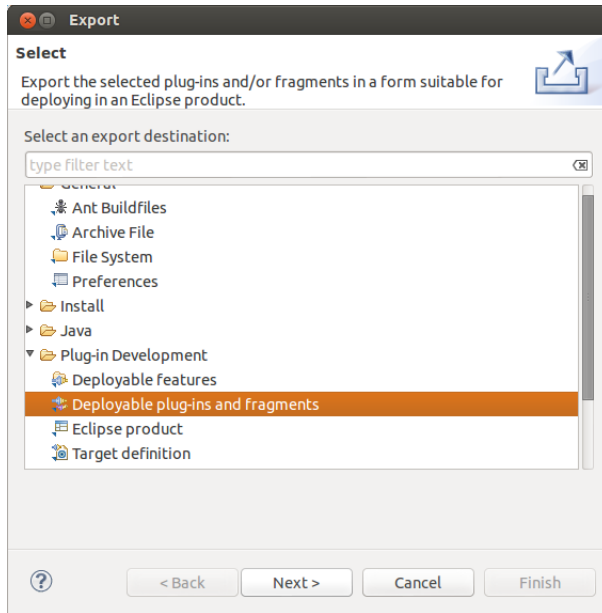 Export
Select
Export the selected plug-ins and/or fragments in a form suitable for
deploying in an Eclipse product.
Select an export destination:
type filter text
General
Ant Buildfiles
Archive File
File System
Preferences
Install
Java
Plug-in Development
Deployable features
Deployable plug-ins and fragments
Eclipse product
Target definition
< Back
Next >
Cancel
Finish